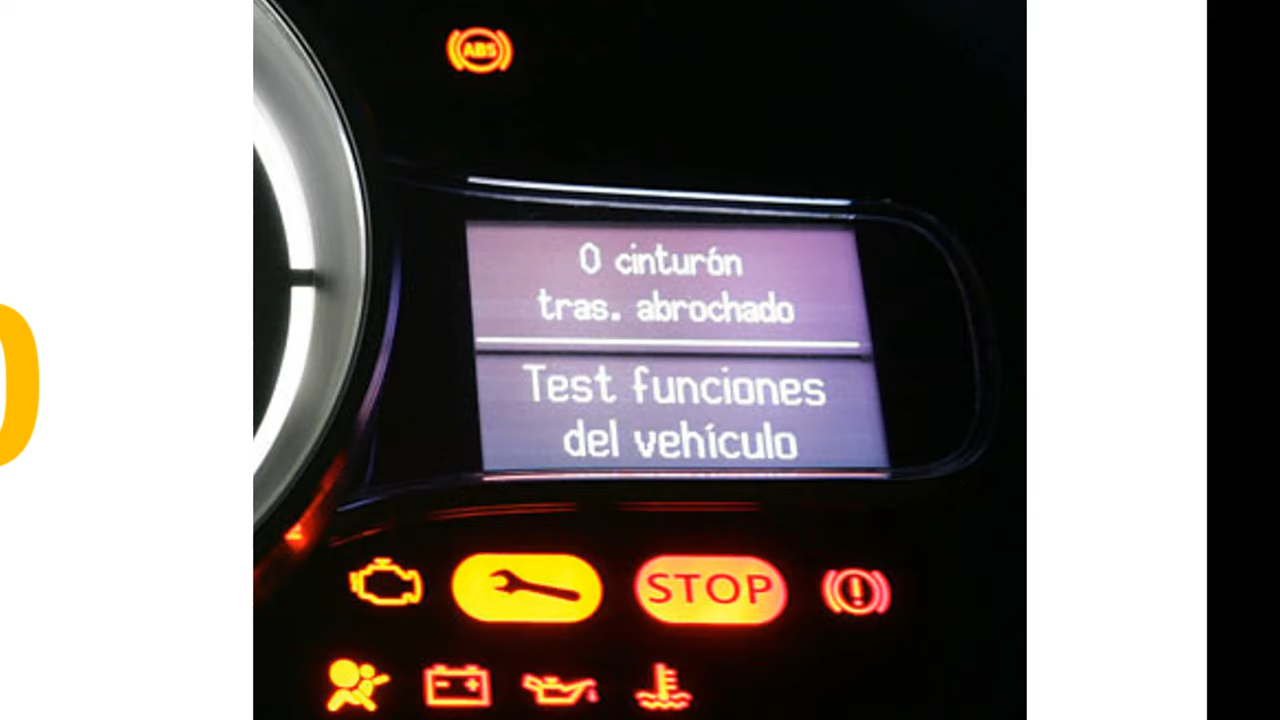 ABS
0 cinturón
tras. abrochado
Test funciones
del vehículo
STOP